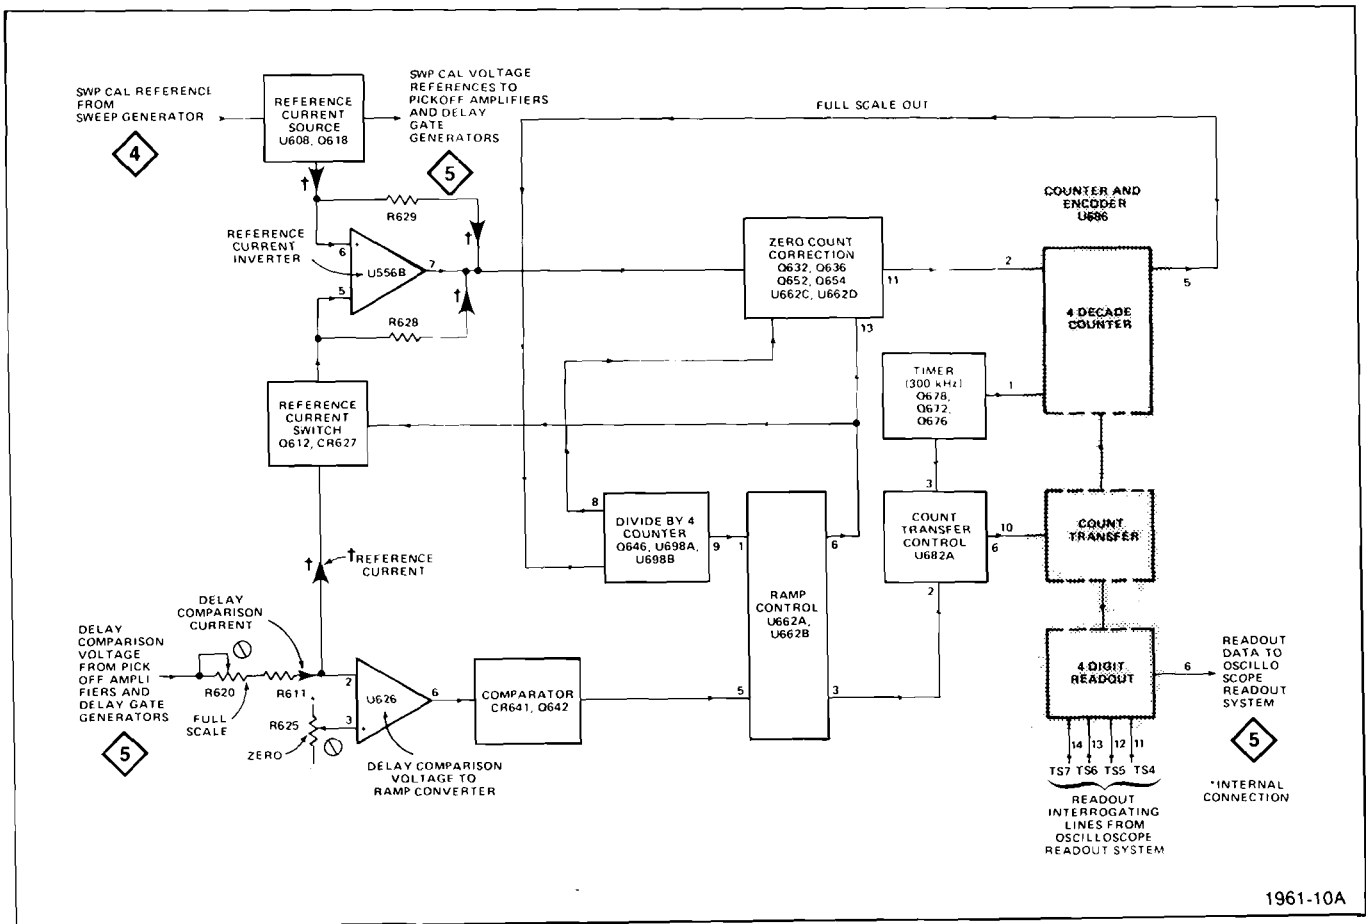 SWP CAL REFERENCE
FROM
SWEEP GENERATOR
4
REFERENCE
CURRENT
SOURCE
U608, Q618
SWP CAL VOLTAGE
REFERENCES TO
PICKOFF AMPLIFIERS
AND DELAY
GATE
GENERATORS
5
FULL SCALE OUT
†
R629
†
REFERENCE
CURRENT
INVERTER
6
U556B
7
5
†
R628
ZERO COUNT
CORRECTION
Q632, Q636
Q652, Q654
U662C, U662D
11
13
COUNTER AND
ENCODER
U686
2
4 DECADE
COUNTER
5
TIMER
(300 kHz)
Q678,
Q672,
Q676
1
REFERENCE
CURRENT
SWITCH
Q612, CR627
8
DIVIDE BY 4
COUNTER
Q646, U698A,
U698B
9
1
6
RAMP
CONTROL
U662A,
U662B
5
3
3
COUNT
TRANSFER
CONTROL
U682A
6
10
2
COUNT
TRANSFER
†
†REFERENCE
CURRENT
DELAY
COMPARISON
CURRENT
DELAY
COMPARISON
VOLTAGE
FROM PICK
OFF AMPLI
FIERS AND
DELAY GATE
GENERATORS
5
R620
R611
FULL
SCALE
R625
ZERO
2
3
U626
6
DELAY COMPARISON
VOLTAGE TO
RAMP CONVERTER
COMPARATOR
CR641, Q642
4 DIGIT
READOUT
6
READOUT
DATA TO
OSCILLO
SCOPE
READOUT
SYSTEM
5
14 13 12 11
TS7 TS6 TS5 TS4
READOUT
INTERROGATING
LINES FROM
OSCILLOSCOPE
READOUT SYSTEM
*INTERNAL
CONNECTION
1961-10A